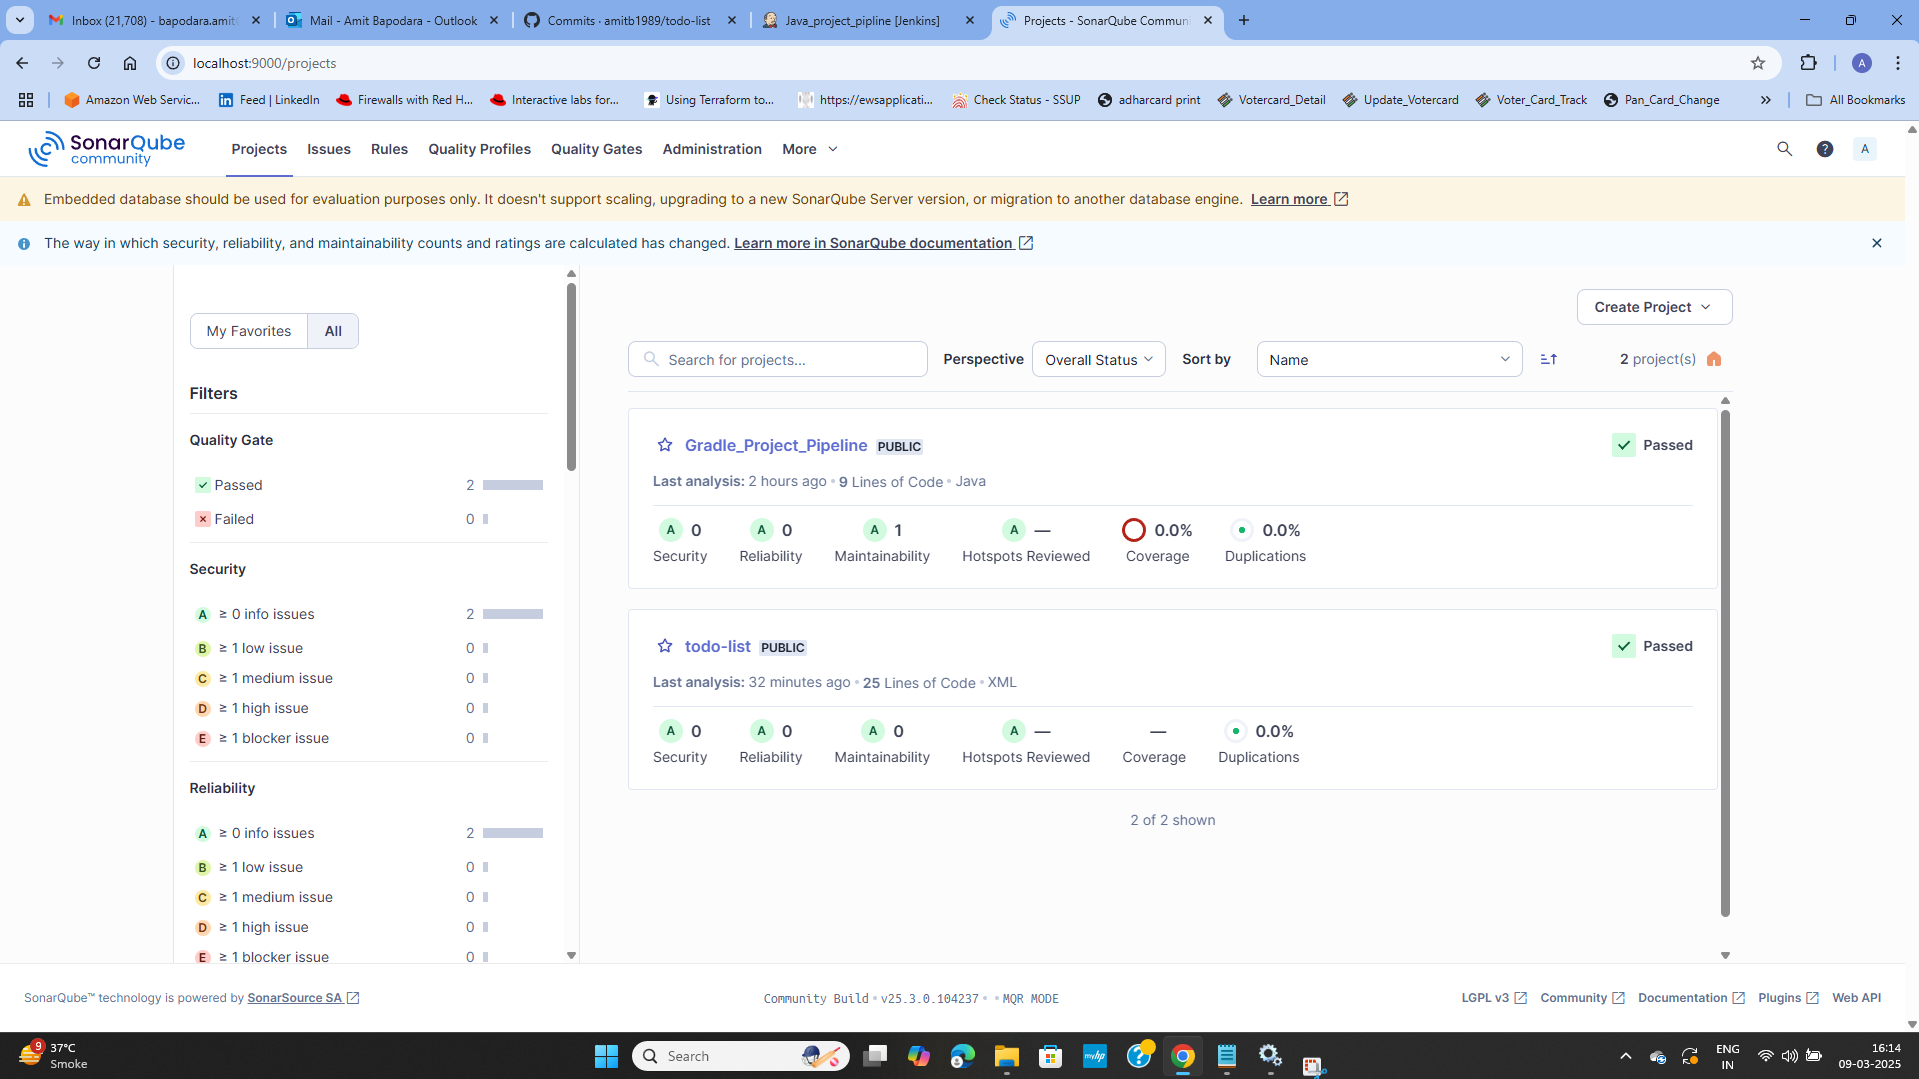 Inbox (21,708) - bapodara.amit
Mail - Amit Bapodara - Outlook
Commits · amitb1989/todo-list
Java_project_pipline [Jenkins]
Projects - SonarQube Commun
localhost:9000/projects
A
Amazon Web Servic...
Feed | LinkedIn
Firewalls with Red H...
Interactive labs for...
Using Terraform to...
https://ewsapplicati...
Check Status - SSUP
adharcard print
Votercard_Detail
Update_Votercard
Voter_Card_Track
Pan_Card_Change
All Bookmarks
SonarQube
community
Projects
Issues
Rules
Quality Profiles
Quality Gates
Administration
More
A
Embedded database should be used for evaluation purposes only. It doesn't support scaling, upgrading to a new SonarQube Server version, or migration to another database engine. Learn more
The way in which security, reliability, and maintainability counts and ratings are calculated has changed. Learn more in SonarQube documentation
My Favorites
All
Filters
Quality Gate
Passed 2
Failed 0
Security
A ≥ 0 info issues 2
B ≥ 1 low issue 0
C ≥ 1 medium issue 0
D ≥ 1 high issue 0
E ≥ 1 blocker issue 0
Reliability
A ≥ 0 info issues 2
B ≥ 1 low issue 0
C ≥ 1 medium issue 0
D ≥ 1 high issue 0
E ≥ 1 blocker issue 0
Create Project
Search for projects...
Perspective
Overall Status
Sort by
Name
2 project(s)
Gradle_Project_Pipeline PUBLIC
Passed
Last analysis: 2 hours ago • 9 Lines of Code • Java
A 0 A 0 A 1 A — 0.0% 0.0%
Security Reliability Maintainability Hotspots Reviewed Coverage Duplications
todo-list PUBLIC
Passed
Last analysis: 32 minutes ago • 25 Lines of Code • XML
A 0 A 0 A 0 A — — 0.0%
Security Reliability Maintainability Hotspots Reviewed Coverage Duplications
2 of 2 shown
SonarQube™ technology is powered by SonarSource SA
Community Build • v25.3.0.104237 • • MQR MODE
LGPL v3
Community
Documentation
Plugins
Web API
9
37°C
Smoke
Search
myhp
ENG
IN
16:14
09-03-2025